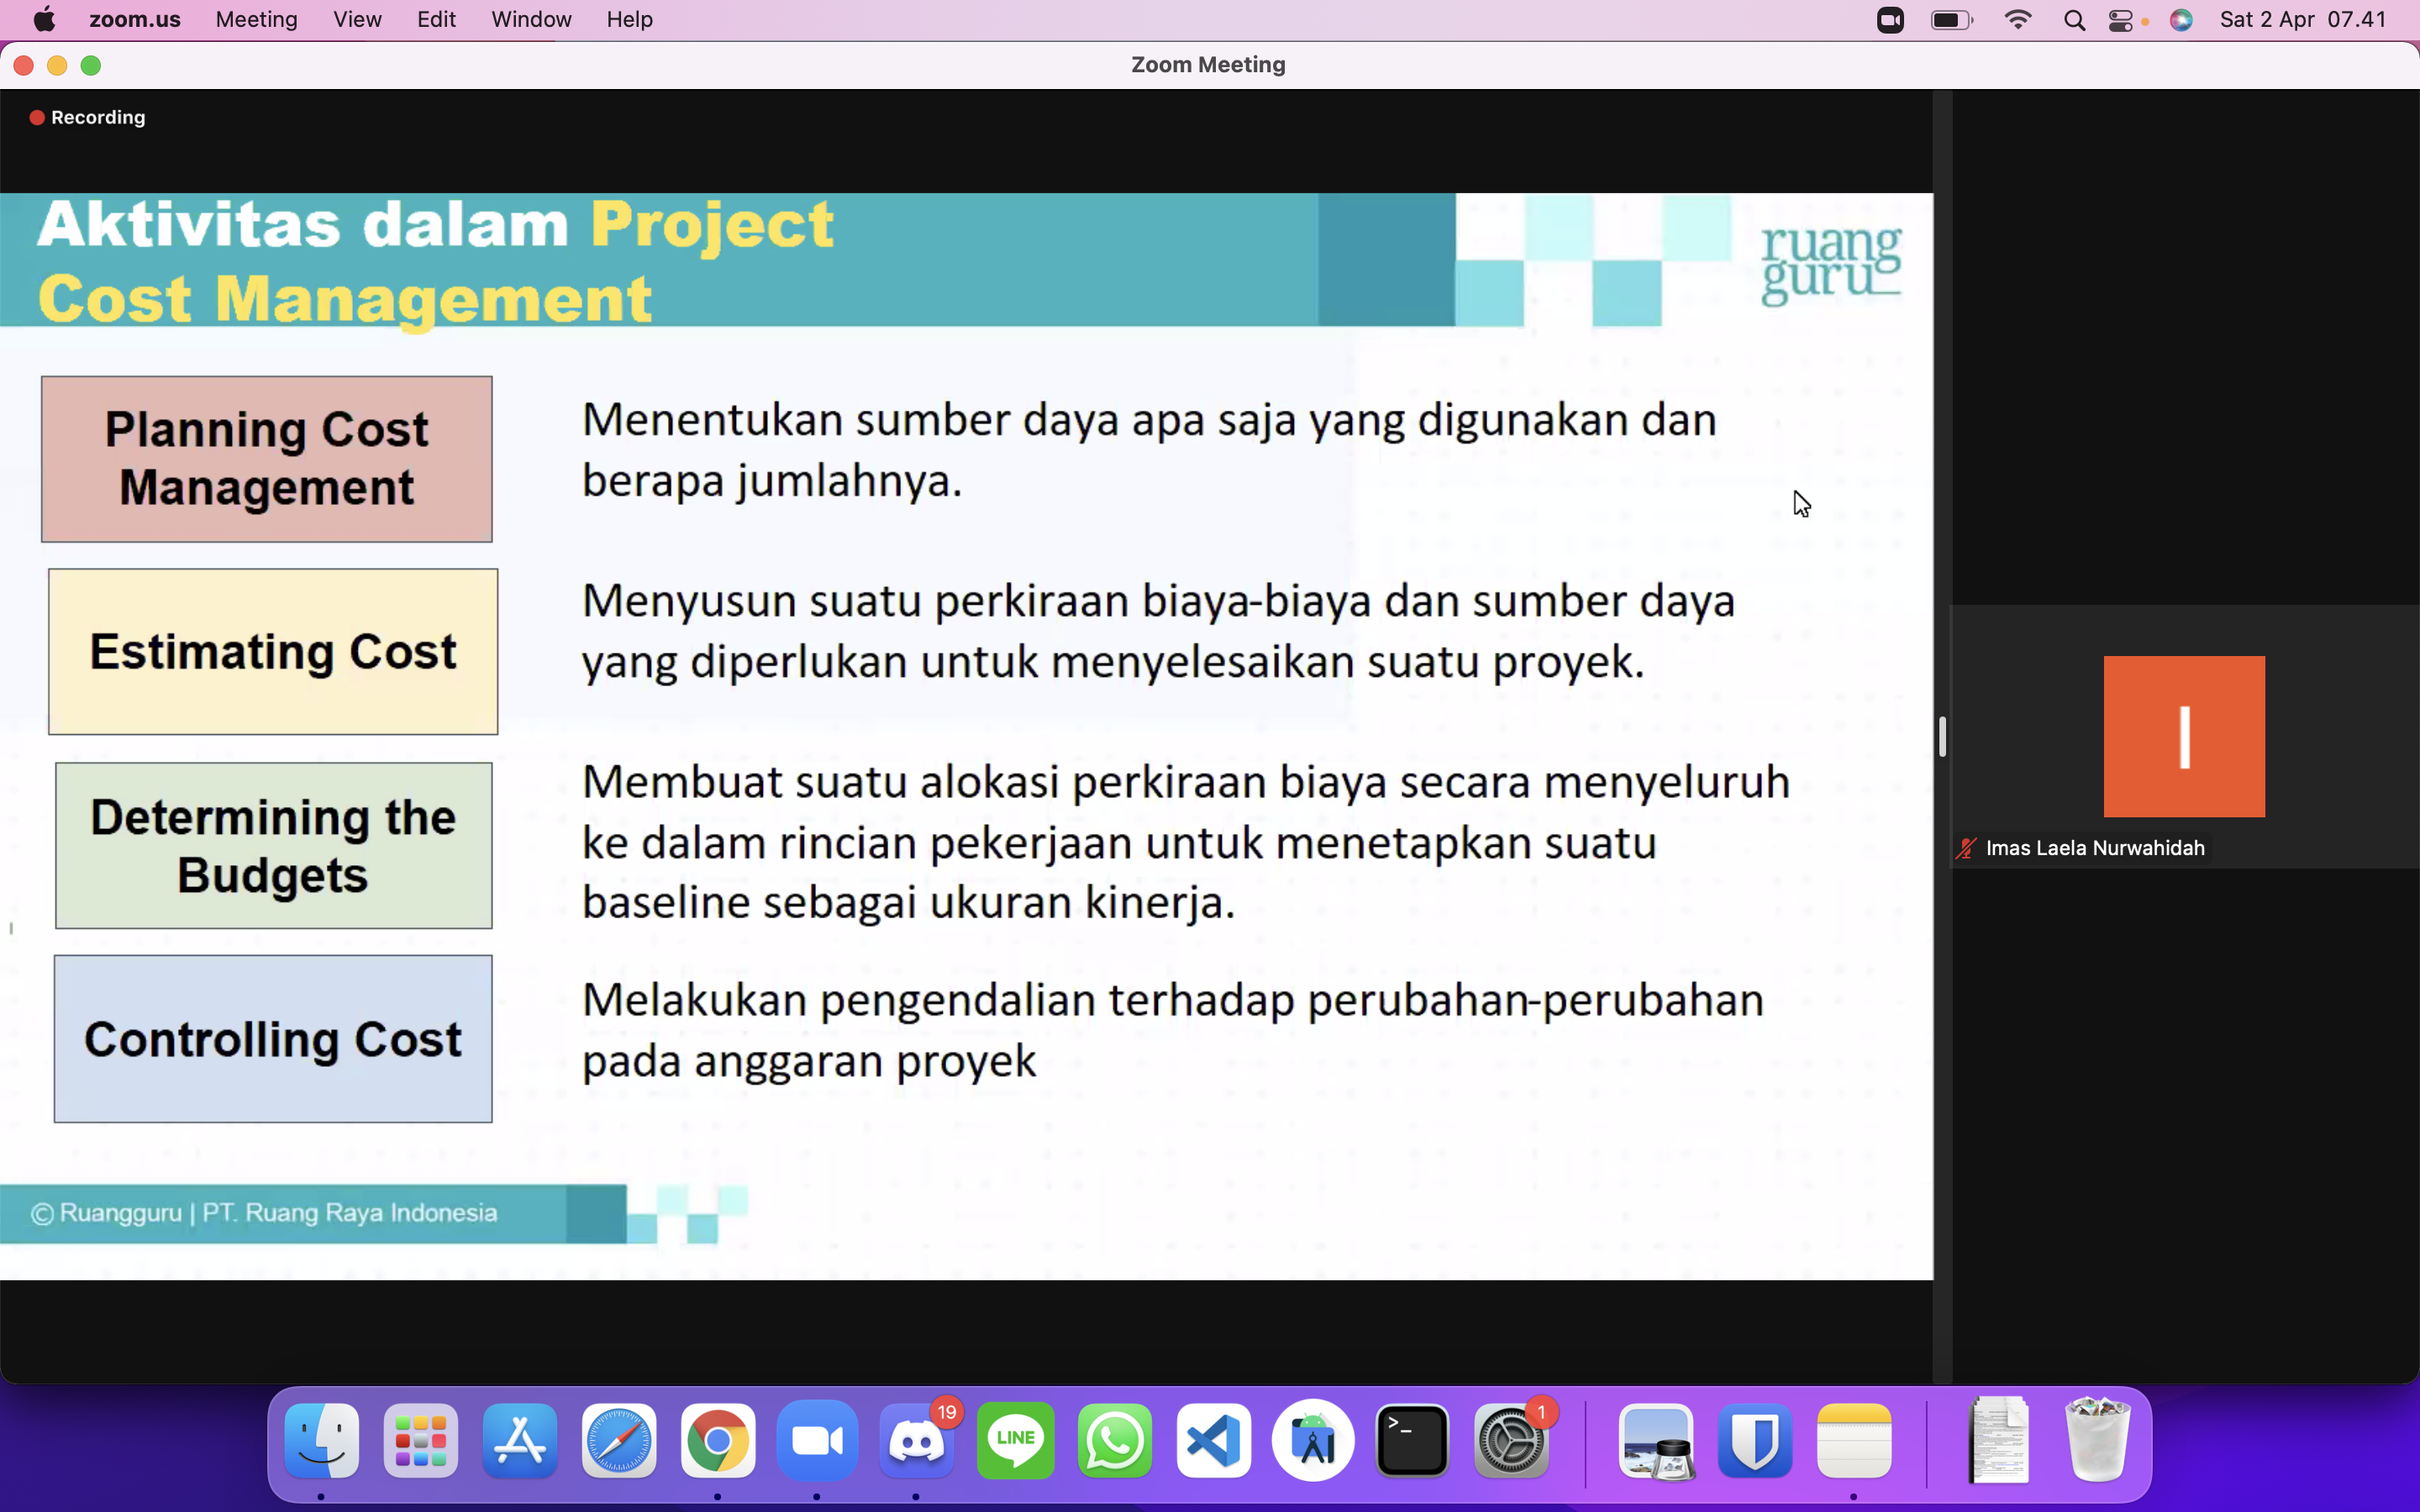 zoom.us Meeting View Edit Window Help
Sat 2 Apr 07.41
Zoom Meeting
Recording
Aktivitas dalam Project
Cost Management
ruang
guru
Planning Cost
Management
Menentukan sumber daya apa saja yang digunakan dan
berapa jumlahnya.
Estimating Cost
Menyusun suatu perkiraan biaya-biaya dan sumber daya
yang diperlukan untuk menyelesaikan suatu proyek.
Determining the
Budgets
Membuat suatu alokasi perkiraan biaya secara menyeluruh
ke dalam rincian pekerjaan untuk menetapkan suatu
baseline sebagai ukuran kinerja.
Controlling Cost
Melakukan pengendalian terhadap perubahan-perubahan
pada anggaran proyek
I
Imas Laela Nurwahidah
© Ruangguru | PT. Ruang Raya Indonesia
19
LINE
>_
1